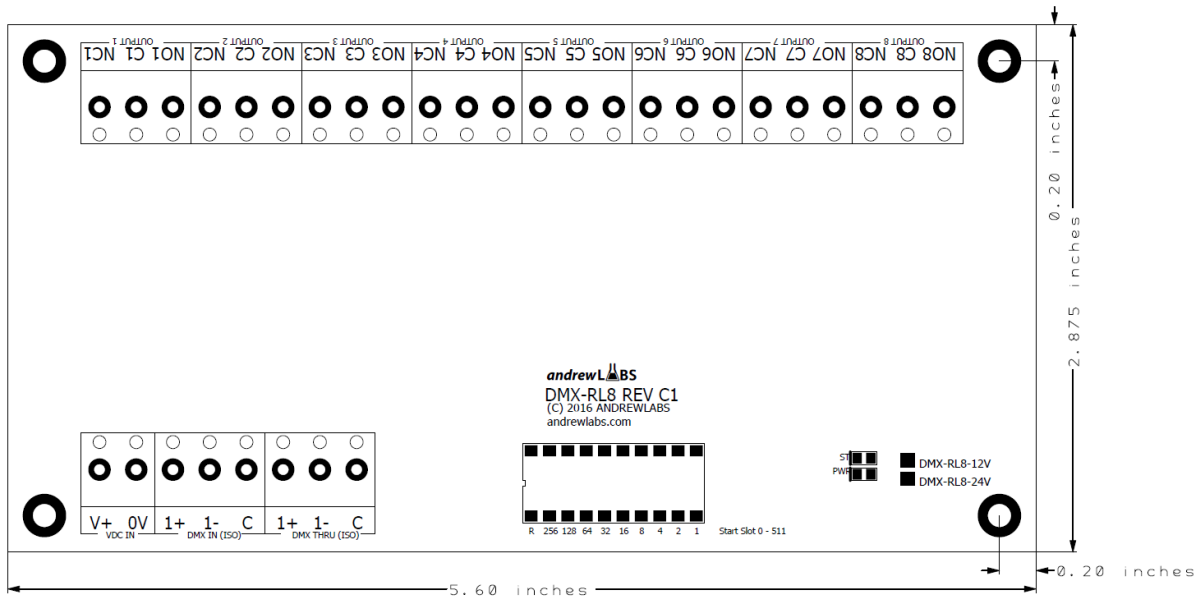 OUTPUT 1 OUTPUT 2 OUTPUT 3 OUTPUT 4 OUTPUT 5 OUTPUT 6 OUTPUT 7 OUTPUT 8
NC1 C1 NO1 NC2 C2 NO2 NC3 C3 NO3 NC4 C4 NO4 NC5 C5 NO5 NC6 C6 NO6 NC7 C7 NO7 NC8 C8 NO8
0.20 inches
2.875 inches
andrewLABS
DMX-RL8 REV C1
(C) 2016 ANDREWLABS
andrewlabs.com
ST
PWR
DMX-RL8-12V
DMX-RL8-24V
V+ 0V 1+ 1- C 1+ 1- C
VDC IN DMX IN (ISO) DMX THRU (ISO)
R 256 128 64 32 16 8 4 2 1 Start Slot 0 - 511
0.20 inches
5.60 inches